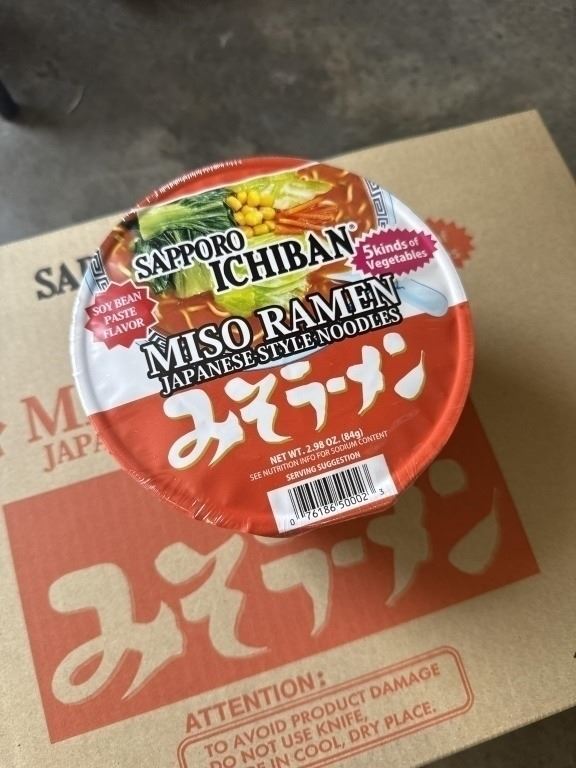 SAPPORO
ICHIBAN®
5 kinds of
Vegetables
SOY BEAN
PASTE
FLAVOR
MISO RAMEN
JAPANESE STYLE NOODLES
みそラーメン
NET WT. 2.98 OZ. (84g)
SEE NUTRITION INFO FOR SODIUM CONTENT
SERVING SUGGESTION
0 76186 50002 3
SAP
M
JAPA
みそラーメン
ATTENTION:
TO AVOID PRODUCT DAMAGE
DO NOT USE KNIFE,
IN COOL, DRY PLACE.